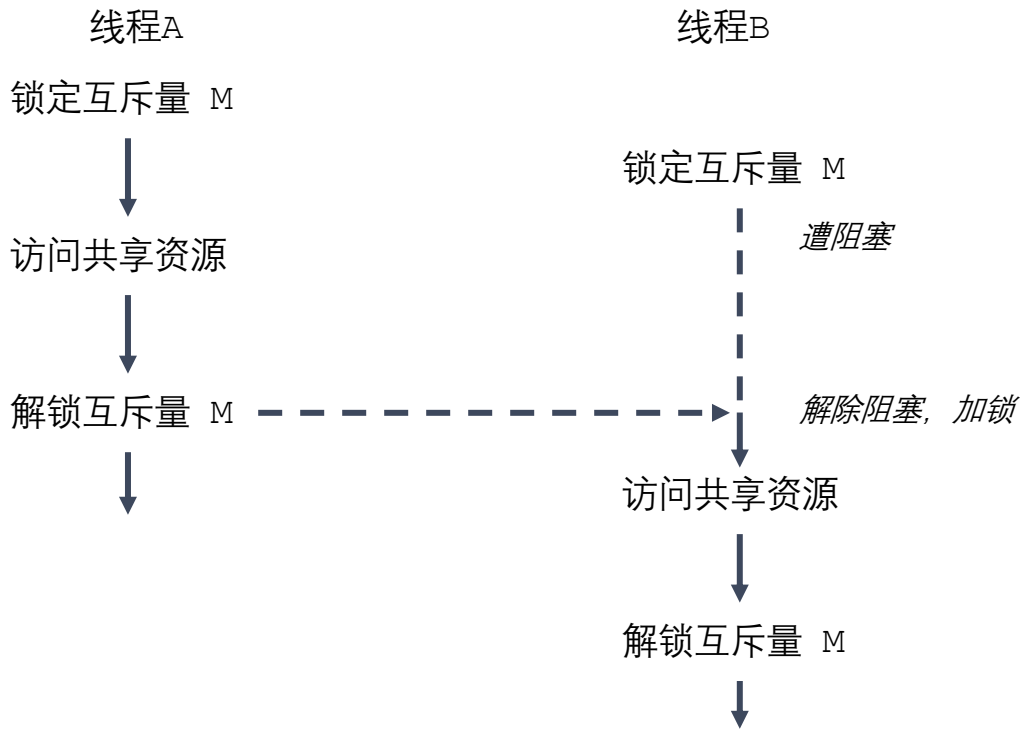 线程A
线程B
锁定互斥量 M
锁定互斥量 M
遭阻塞
访问共享资源
解锁互斥量 M
解除阻塞, 加锁
访问共享资源
解锁互斥量 M